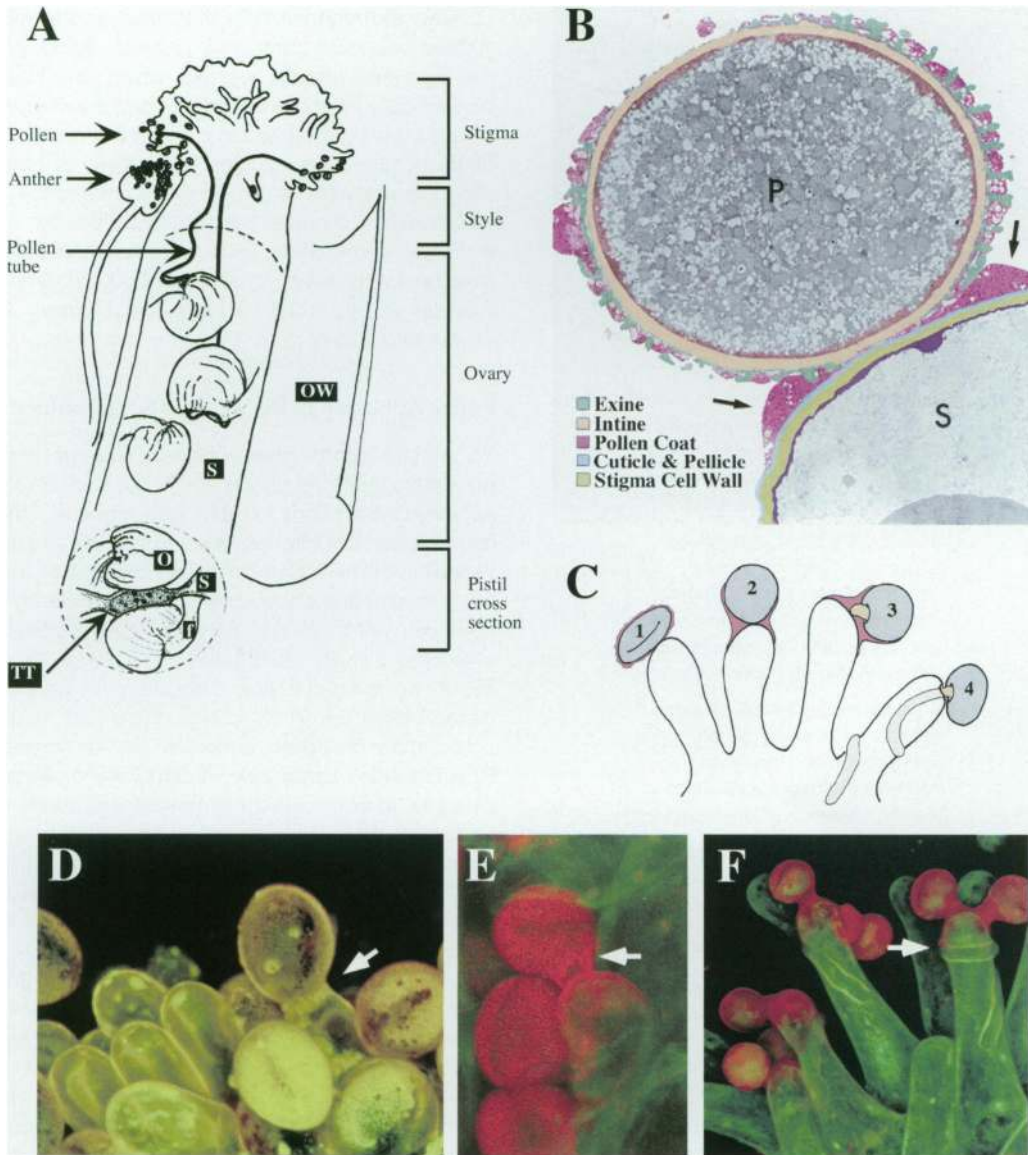 A
Pollen
Anther
Pollen
tube
Stigma
Style
Ovary
OW
S
O
S
f
TT
Pistil cross
section
B
P
S
Exine
Intine
Pollen Coat
Cuticle & Pellicle
Stigma Cell Wall
C
1
2
3
4
D
E
F